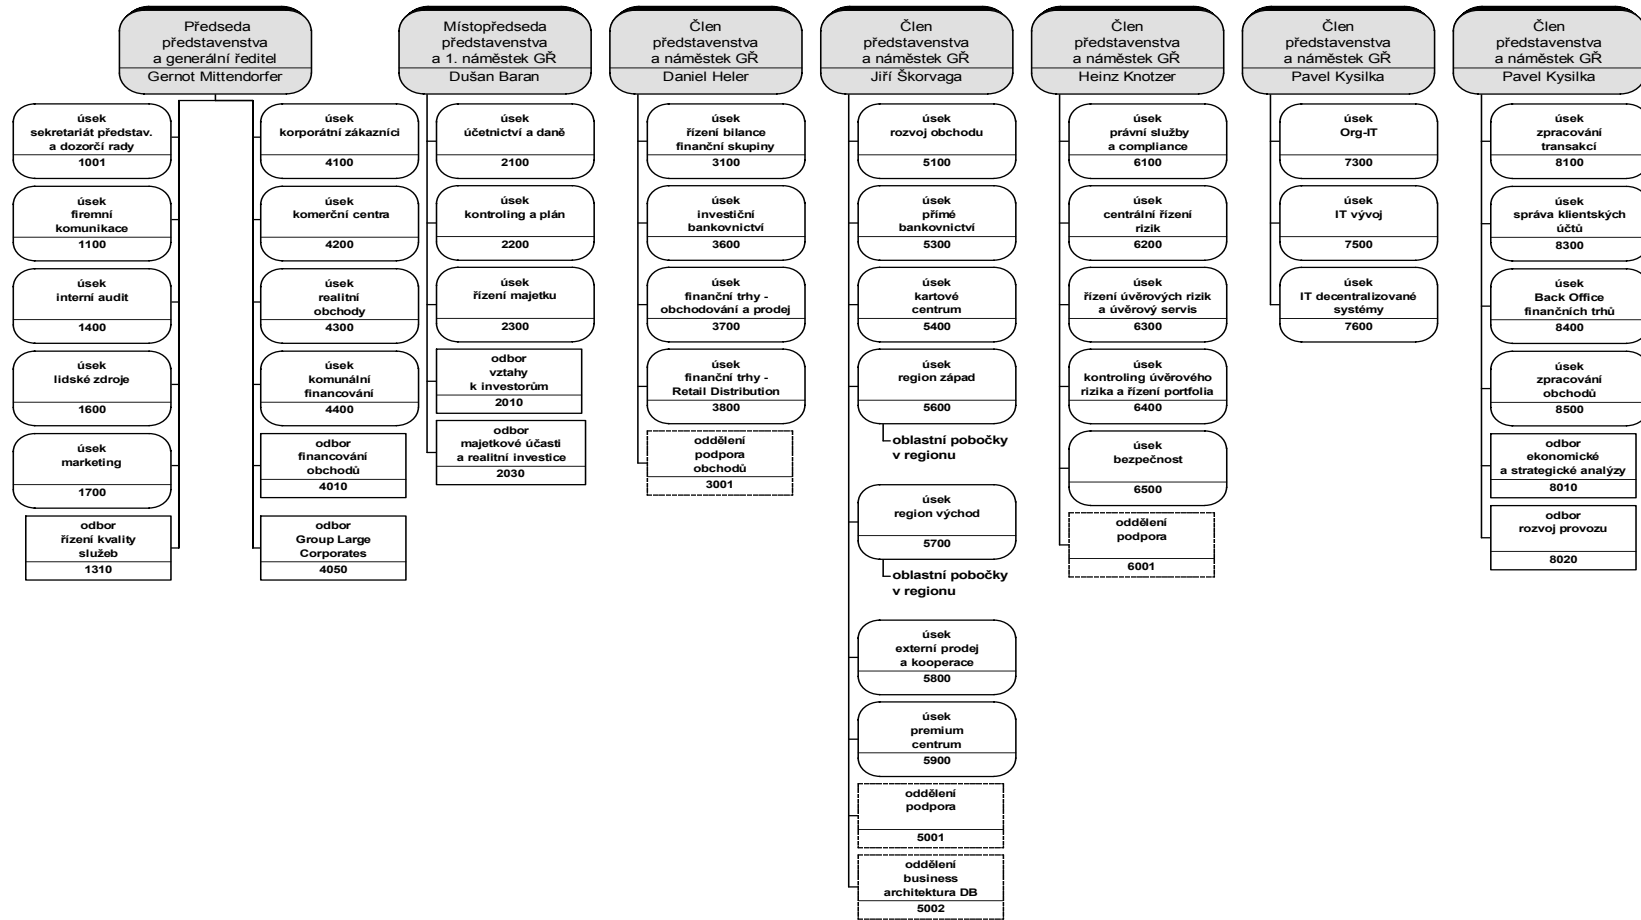 Předseda
představenstva
a generální ředitel
Gernot Mittendorfer
úsek
sekretariát představ.
a dozorčí rady
1001
úsek
firemní
komunikace
1100
úsek
interní audit
1400
úsek
lidské zdroje
1600
úsek
marketing
1700
odbor
řízení kvality
služeb
1310
úsek
korporátní zákazníci
4100
úsek
komerční centra
4200
úsek
realitní
obchody
4300
úsek
komunální
financování
4400
odbor
financování
obchodů
4010
odbor
Group Large
Corporates
4050
Místopředseda
představenstva
a 1. náměstek GŘ
Dušan Baran
úsek
účetnictví a daně
2100
úsek
kontroling a plán
2200
úsek
řízení majetku
2300
odbor
vztahy
k investorům
2010
odbor
majetkové účasti
a realitní investice
2030
Člen
představenstva
a náměstek GŘ
Daniel Heler
úsek
řízení bilance
finanční skupiny
3100
úsek
investiční
bankovnictví
3600
úsek
finanční trhy -
obchodování a prodej
3700
úsek
finanční trhy -
Retail Distribution
3800
oddělení
podpora
obchodů
3001
Člen
představenstva
a náměstek GŘ
Jiří Škorvaga
úsek
rozvoj obchodu
5100
úsek
přímé
bankovnictví
5300
úsek
kartové
centrum
5400
úsek
region západ
5600
oblastní pobočky
v regionu
úsek
region východ
5700
oblastní pobočky
v regionu
úsek
externí prodej
a kooperace
5800
úsek
premium
centrum
5900
oddělení
podpora
5001
oddělení
business
architektura DB
5002
Člen
představenstva
a náměstek GŘ
Heinz Knotzer
úsek
právní služby
a compliance
6100
úsek
centrální řízení
rizik
6200
úsek
řízení úvěrových rizik
a úvěrový servis
6300
úsek
kontroling úvěrového
rizika a řízení portfolia
6400
úsek
bezpečnost
6500
oddělení
podpora
6001
Člen
představenstva
a náměstek GŘ
Pavel Kysilka
úsek
Org-IT
7300
úsek
IT vývoj
7500
úsek
IT decentralizované
systémy
7600
Člen
představenstva
a náměstek GŘ
Pavel Kysilka
úsek
zpracování
transakcí
8100
úsek
správa klientských
účtů
8300
úsek
Back Office
finančních trhů
8400
úsek
zpracování
obchodů
8500
odbor
ekonomické
a strategické analýzy
8010
odbor
rozvoj provozu
8020